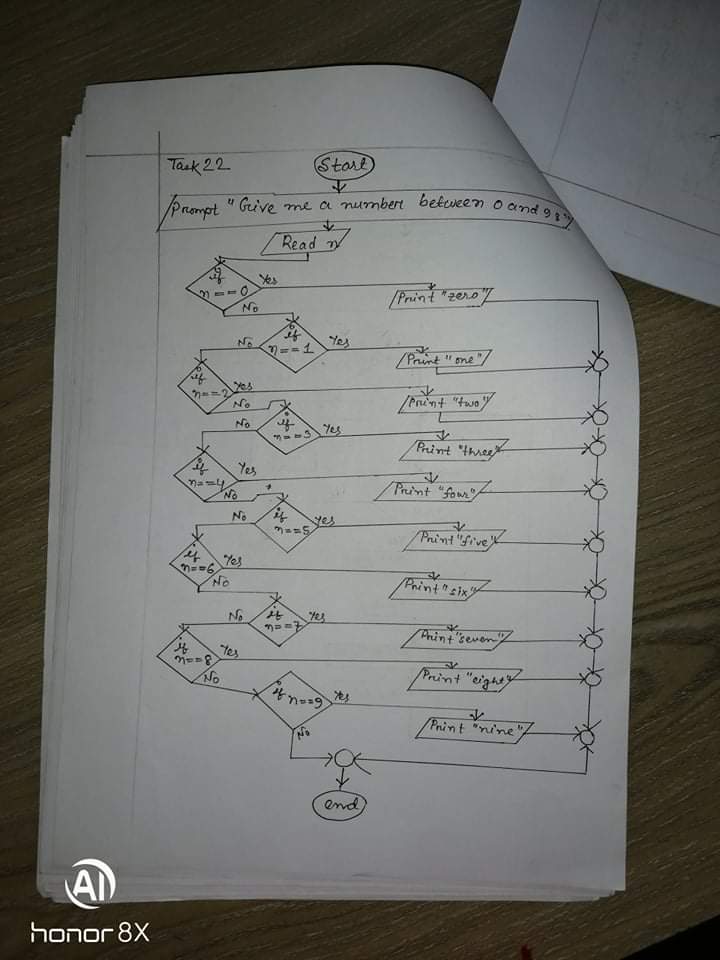 Task 22
Start
Prompt "Give me a number between 0 and 9:"
Read n
if
n==0
Yes
No
Print "zero"
if
n==1
No
Yes
Print "one"
if
n==2
Yes
No
Print "two"
if
n==3
No
Yes
Print "three"
if
n==4
Yes
No
Print "four"
if
n==5
No
Yes
Print "five"
if
n==6
Yes
No
Print "six"
if
n==7
No
Yes
Print "seven"
if
n==8
Yes
No
Print "eight"
if n==9
Yes
No
Print "nine"
end
AI
honor 8X